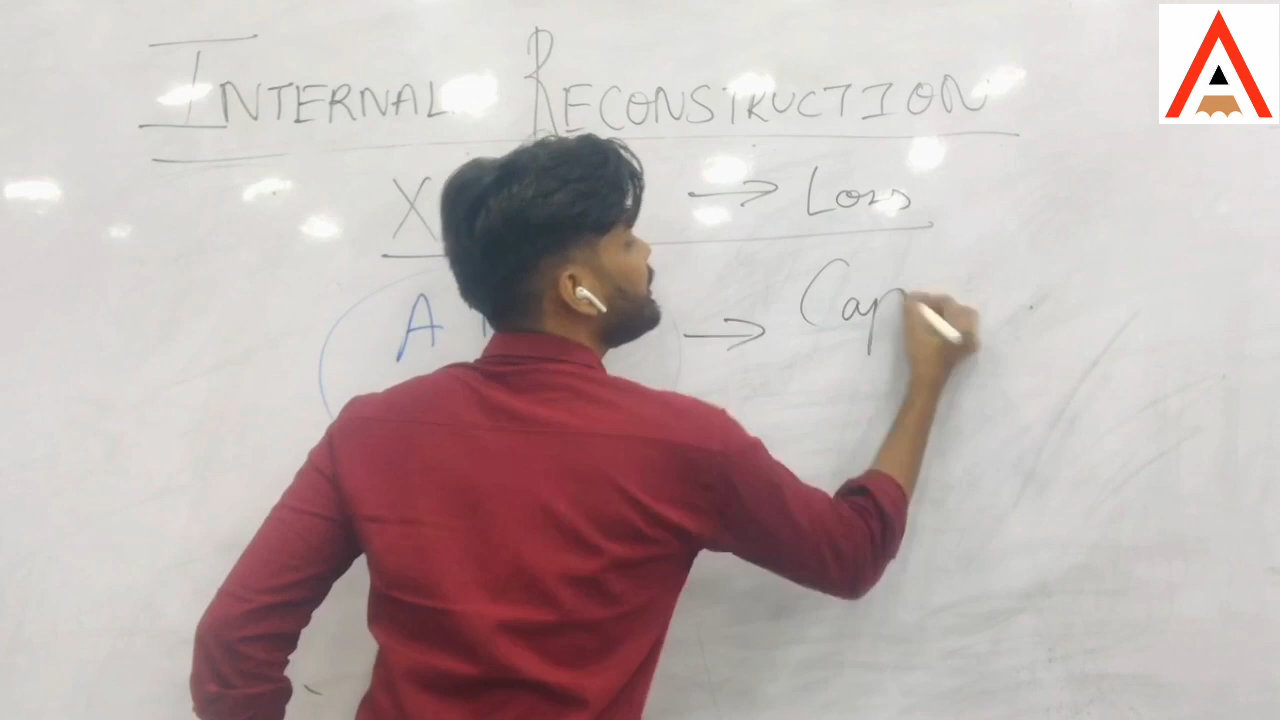 INTERNAL RECONSTRUCTION
X → Loss
A → Cap